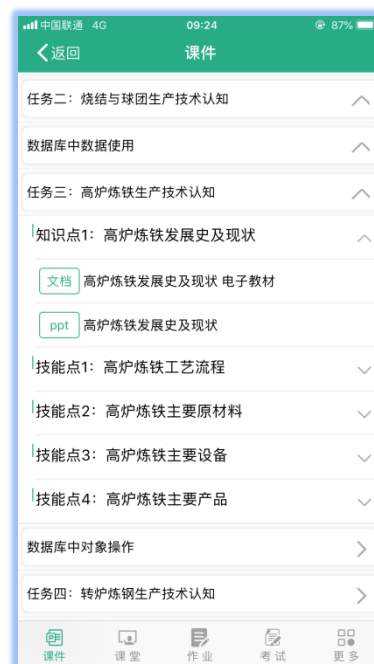 中国联通 4G 09:24 87%
返回 课件
任务二：烧结与球团生产技术认知
数据库中数据使用
任务三：高炉炼铁生产技术认知
知识点1：高炉炼铁发展史及现状
文档 高炉炼铁发展史及现状 电子教材
ppt 高炉炼铁发展史及现状
技能点1：高炉炼铁工艺流程
技能点2：高炉炼铁主要原材料
技能点3：高炉炼铁主要设备
技能点4：高炉炼铁主要产品
数据库中对象操作
任务四：转炉炼钢生产技术认知
课件 课堂 作业 考试 更多